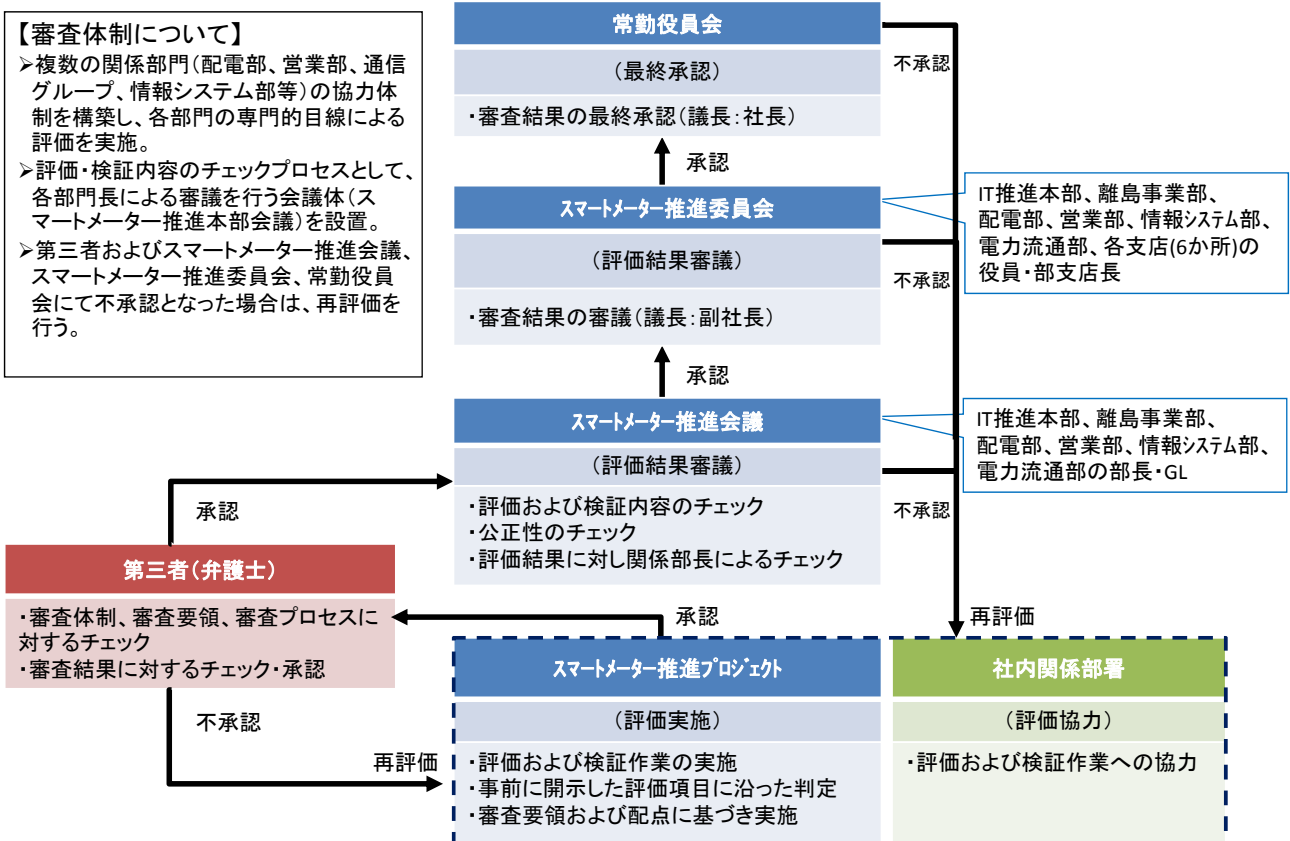 【審査体制について】
➢複数の関係部門(配電部、営業部、通信
グループ、情報システム部等)の協力体
制を構築し、各部門の専門的目線による
評価を実施。
➢評価・検証内容のチェックプロセスとして、
各部門長による審議を行う会議体(ス
マートメーター推進本部会議)を設置。
➢第三者およびスマートメーター推進会議、
スマートメーター推進委員会、常勤役員
会にて不承認となった場合は、再評価を
行う。
常勤役員会
(最終承認)
・審査結果の最終承認(議長:社長)
不承認
承認
スマートメーター推進委員会
(評価結果審議)
・審査結果の審議(議長:副社長)
不承認
IT推進本部、離島事業部、
配電部、営業部、情報システム部、
電力流通部、各支店(6か所)の
役員・部支店長
承認
スマートメーター推進会議
(評価結果審議)
・評価および検証内容のチェック
・公正性のチェック
・評価結果に対し関係部長によるチェック
不承認
IT推進本部、離島事業部、
配電部、営業部、情報システム部、
電力流通部の部長・GL
承認
第三者(弁護士)
・審査体制、審査要領、審査プロセスに
対するチェック
・審査結果に対するチェック・承認
承認
再評価
不承認
再評価
スマートメーター推進プロジェクト
(評価実施)
・評価および検証作業の実施
・事前に開示した評価項目に沿った判定
・審査要領および配点に基づき実施
社内関係部署
(評価協力)
・評価および検証作業への協力